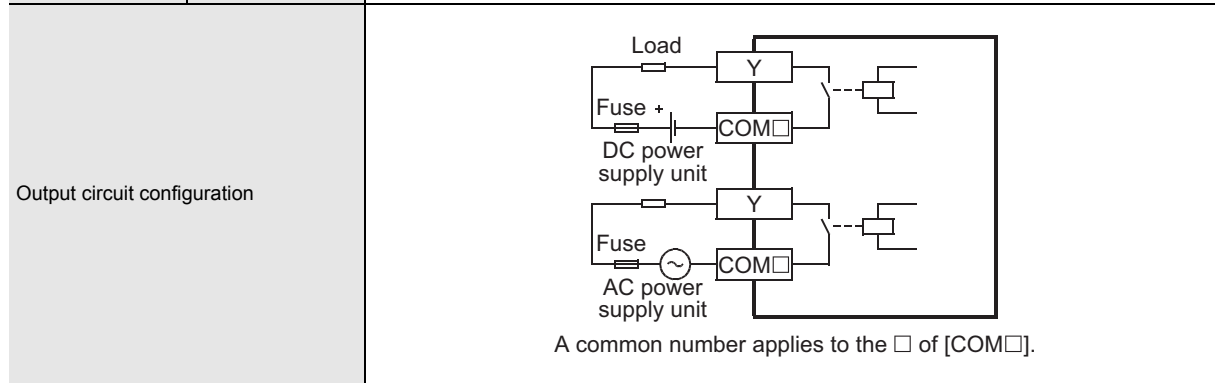 Output circuit configuration
Load
Y
Fuse +
COM□
DC power
supply unit
Y
Fuse
COM□
AC power
supply unit
A common number applies to the □ of [COM□].